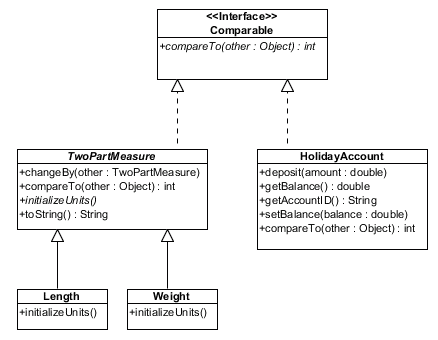 <<Interface>>
Comparable
+compareTo(other : Object) : int
TwoPartMeasure
+changeBy(other : TwoPartMeasure)
+compareTo(other : Object) : int
+initializeUnits()
+toString() : String
HolidayAccount
+deposit(amount : double)
+getBalance() : double
+getAccountID() : String
+setBalance(balance : double)
+compareTo(other : Object) : int
Length
+initializeUnits()
Weight
+initializeUnits()